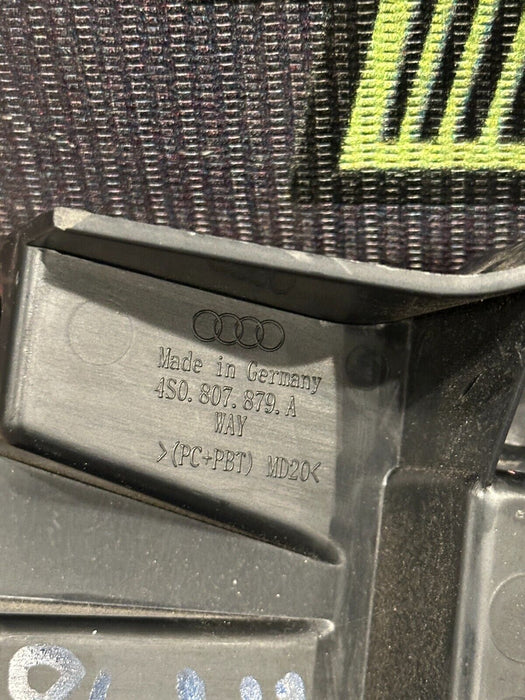 Made in Germany
4S0.807.879.A
WAY
>(PC+PBT) MD20<